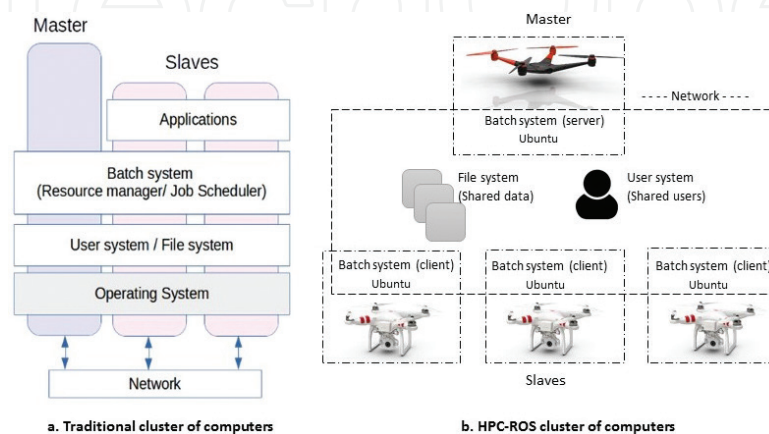 Master
Slaves
Applications
Batch system
(Resource manager/ Job Scheduler)
User system / File system
Operating System
Network
a. Traditional cluster of computers
Master
Batch system (server)
Ubuntu
---- Network ----
File system
(Shared data)
User system
(Shared users)
Batch system (client)
Ubuntu
Batch system (client)
Ubuntu
Batch system (client)
Ubuntu
Slaves
b. HPC-ROS cluster of computers